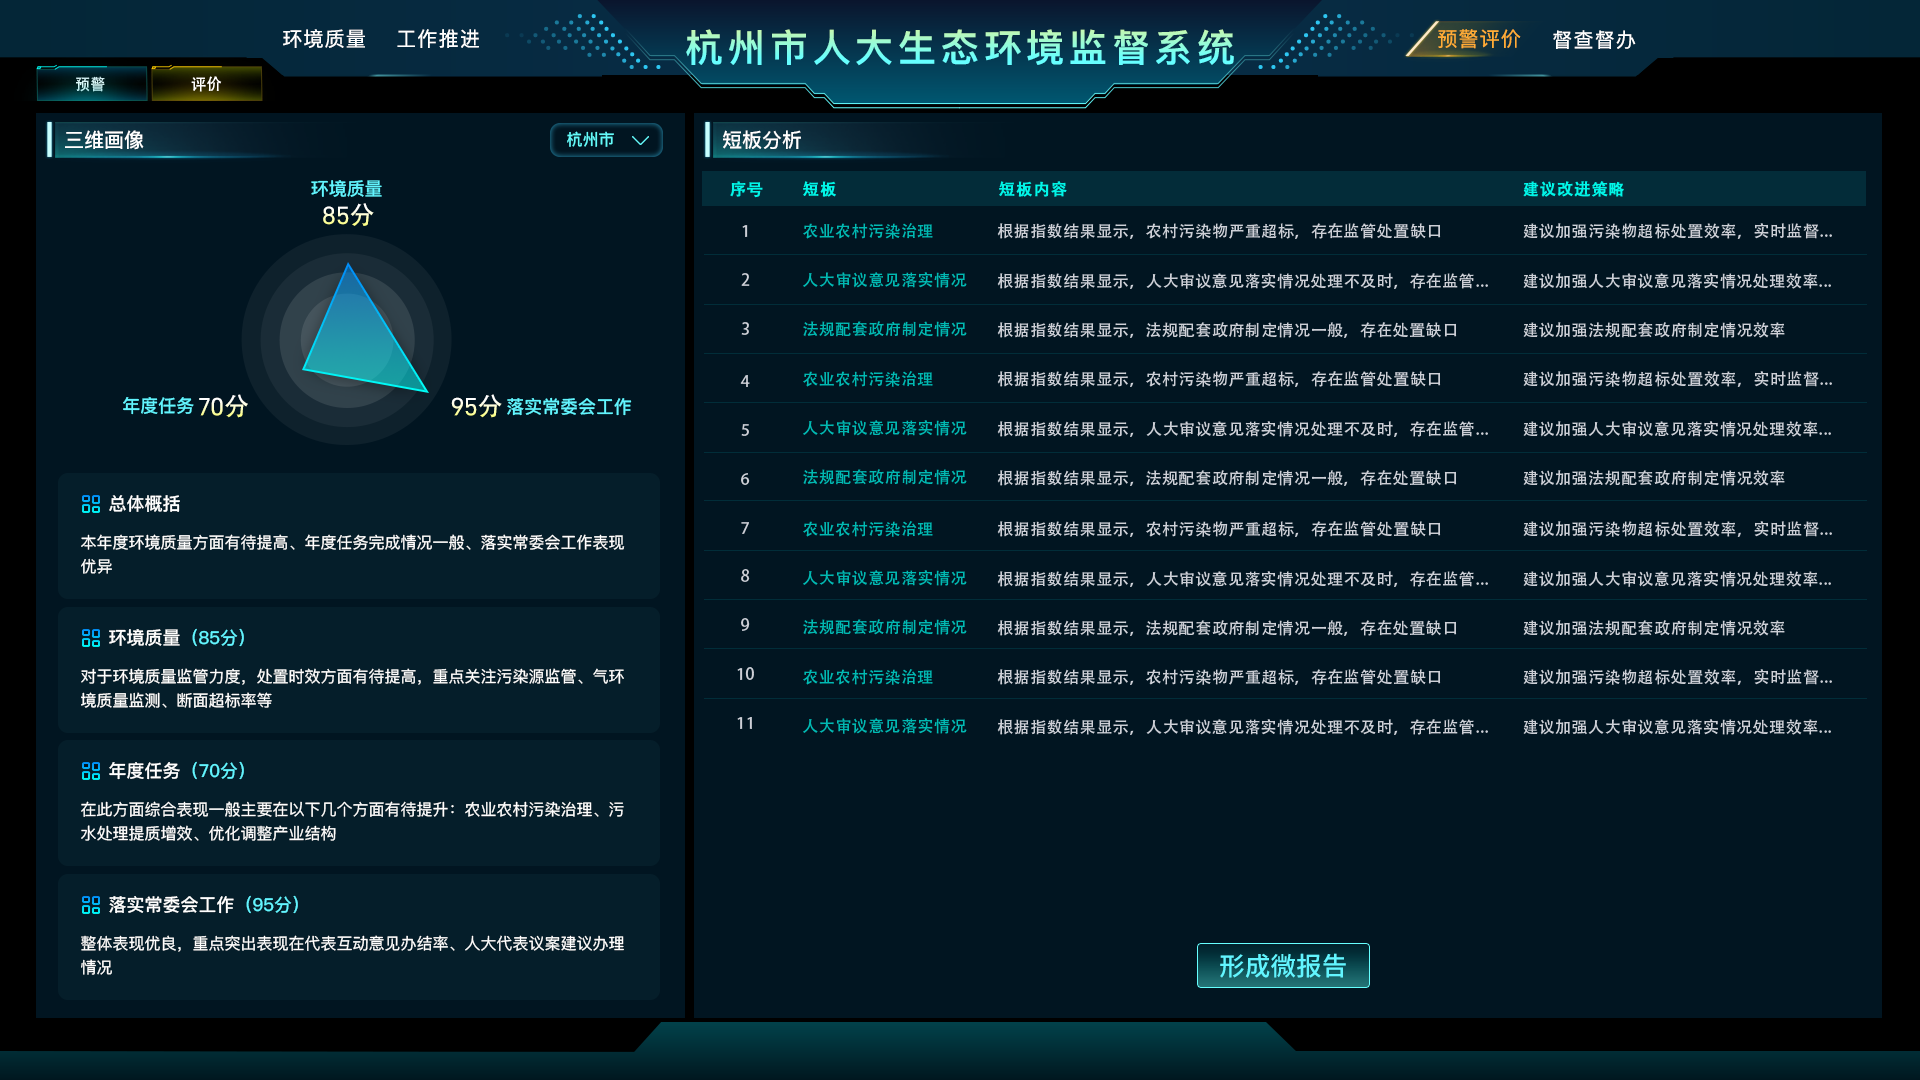 环境质量 工作推进 杭州市人大生态环境监督系统 预警评价 督查督办
预警 评价
三维画像 杭州市
环境质量
85分
年度任务 70分
95分 落实常委会工作
总体概括
本年度环境质量方面有待提高、年度任务完成情况一般、落实常委会工作表现
优异
环境质量（85分）
对于环境质量监管力度，处置时效方面有待提高，重点关注污染源监管、气环
境质量监测、断面超标率等
年度任务（70分）
在此方面综合表现一般主要在以下几个方面有待提升：农业农村污染治理、污
水处理提质增效、优化调整产业结构
落实常委会工作（95分）
整体表现优良，重点突出表现在代表互动意见办结率、人大代表议案建议办理
情况
短板分析
序号 短板 短板内容 建议改进策略
1 农业农村污染治理 根据指数结果显示，农村污染物严重超标，存在监管处置缺口 建议加强污染物超标处置效率，实时监督...
2 人大审议意见落实情况 根据指数结果显示，人大审议意见落实情况处理不及时，存在监管... 建议加强人大审议意见落实情况处理效率...
3 法规配套政府制定情况 根据指数结果显示，法规配套政府制定情况一般，存在处置缺口 建议加强法规配套政府制定情况效率
4 农业农村污染治理 根据指数结果显示，农村污染物严重超标，存在监管处置缺口 建议加强污染物超标处置效率，实时监督...
5 人大审议意见落实情况 根据指数结果显示，人大审议意见落实情况处理不及时，存在监管... 建议加强人大审议意见落实情况处理效率...
6 法规配套政府制定情况 根据指数结果显示，法规配套政府制定情况一般，存在处置缺口 建议加强法规配套政府制定情况效率
7 农业农村污染治理 根据指数结果显示，农村污染物严重超标，存在监管处置缺口 建议加强污染物超标处置效率，实时监督...
8 人大审议意见落实情况 根据指数结果显示，人大审议意见落实情况处理不及时，存在监管... 建议加强人大审议意见落实情况处理效率...
9 法规配套政府制定情况 根据指数结果显示，法规配套政府制定情况一般，存在处置缺口 建议加强法规配套政府制定情况效率
10 农业农村污染治理 根据指数结果显示，农村污染物严重超标，存在监管处置缺口 建议加强污染物超标处置效率，实时监督...
11 人大审议意见落实情况 根据指数结果显示，人大审议意见落实情况处理不及时，存在监管... 建议加强人大审议意见落实情况处理效率...
形成微报告